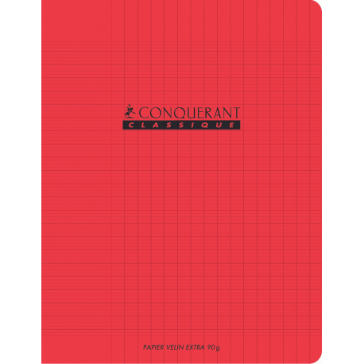 CONQUERANT
CLASSIQUE
PAPIER VELIN EXTRA 90g